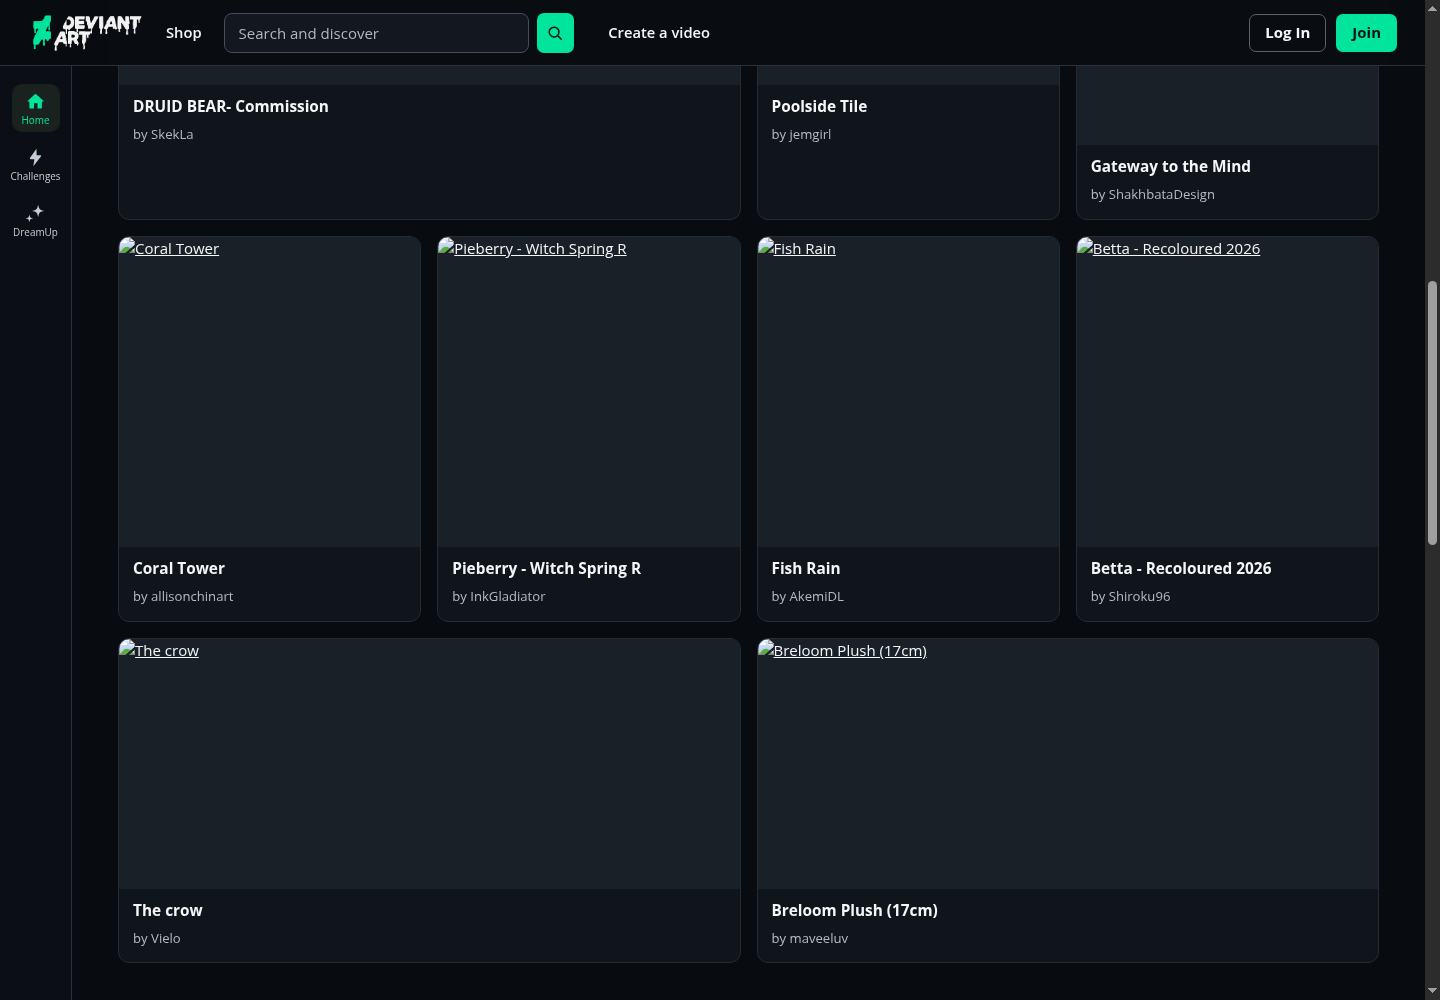 DEVIANT
ART
Shop
Search and discover
Create a video
Log In
Join
Home
Challenges
DreamUp
DRUID BEAR- Commission
by SkekLa
Poolside Tile
by jemgirl
Gateway to the Mind
by ShakhbataDesign
Coral Tower
Pieberry - Witch Spring R
Fish Rain
Betta - Recoloured 2026
Coral Tower
by allisonchinart
Pieberry - Witch Spring R
by InkGladiator
Fish Rain
by AkemiDL
Betta - Recoloured 2026
by Shiroku96
The crow
Breloom Plush (17cm)
The crow
by Vielo
Breloom Plush (17cm)
by maveeluv